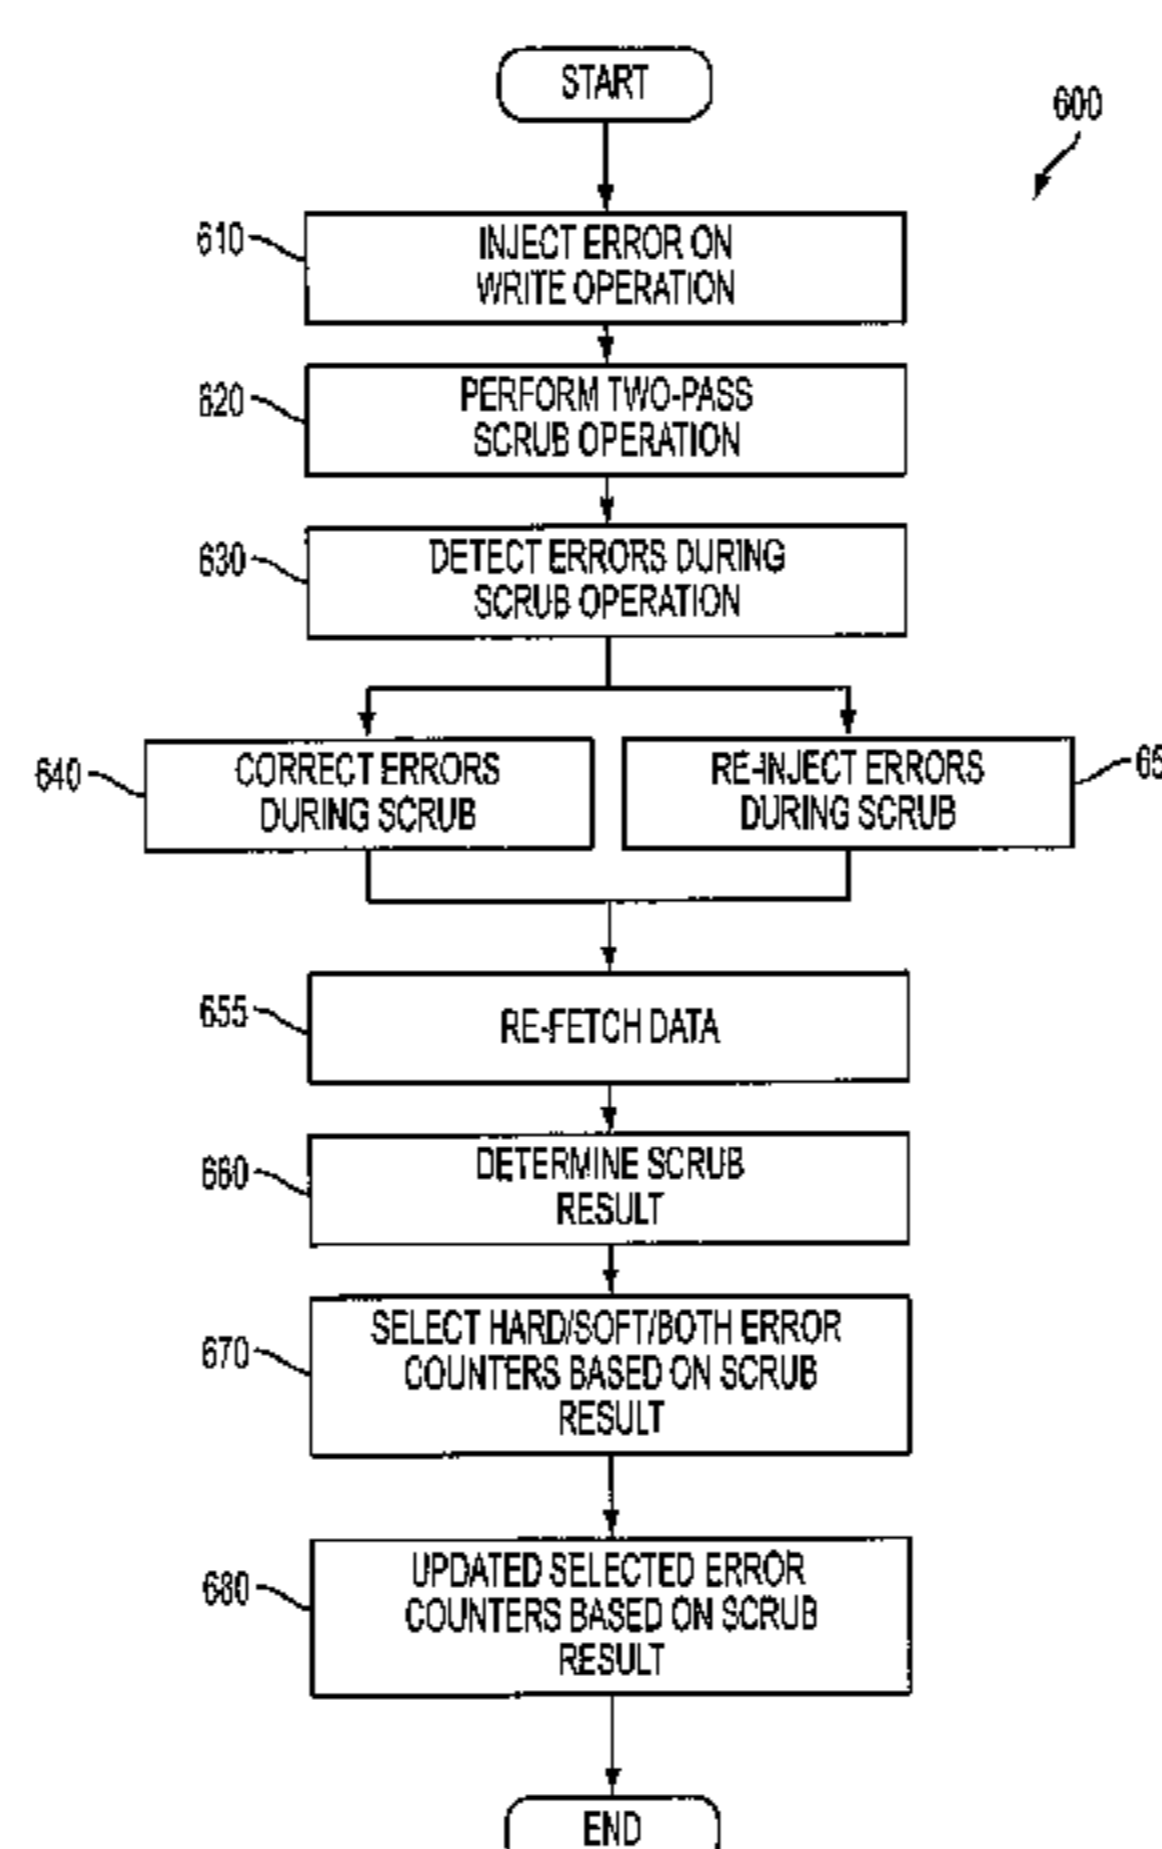 START
600
610
INJECT ERROR ON
WRITE OPERATION
620
PERFORM TWO-PASS
SCRUB OPERATION
630
DETECT ERRORS DURING
SCRUB OPERATION
640
CORRECT ERRORS
DURING SCRUB
RE-INJECT ERRORS
DURING SCRUB
65
655
RE-FETCH DATA
660
DETERMINE SCRUB
RESULT
670
SELECT HARD/SOFT/BOTH ERROR
COUNTERS BASED ON SCRUB
RESULT
680
UPDATED SELECTED ERROR
COUNTERS BASED ON SCRUB
RESULT
END